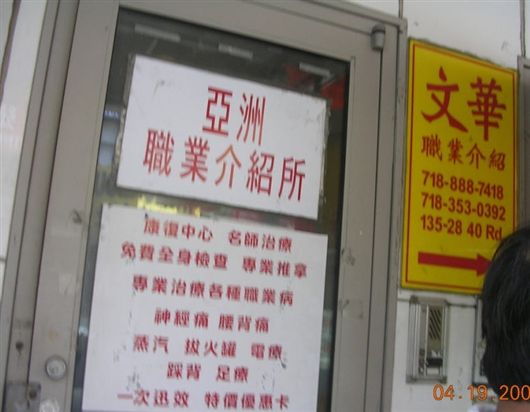 亞洲
職業介紹所
康復中心 名師治療
免費全身檢查 專業推拿
專業治療各種職業病
神經痛 腰背痛
蒸汽 拔火罐 電療
踩背 足療
一次迅效 特價優惠卡
文華
職業介紹
718-888-7418
718-353-0392
135-28 40 Rd.
04.19.200